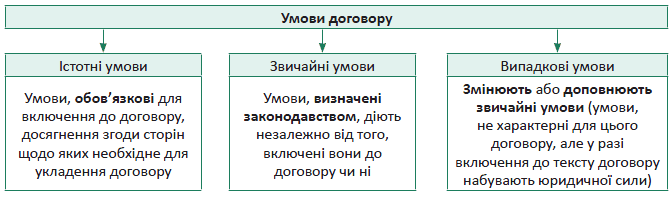 Умови договору
Істотні умови
Умови, обов’язкові для
включення до договору,
досягнення згоди сторін
щодо яких необхідне для
укладення договору
Звичайні умови
Умови, визначені
законодавством, діють
незалежно від того,
включені вони до
договору чи ні
Випадкові умови
Змінюють або доповнюють
звичайні умови (умови,
не характерні для цього
договору, але у разі
включення до тексту договору
набувають юридичної сили)